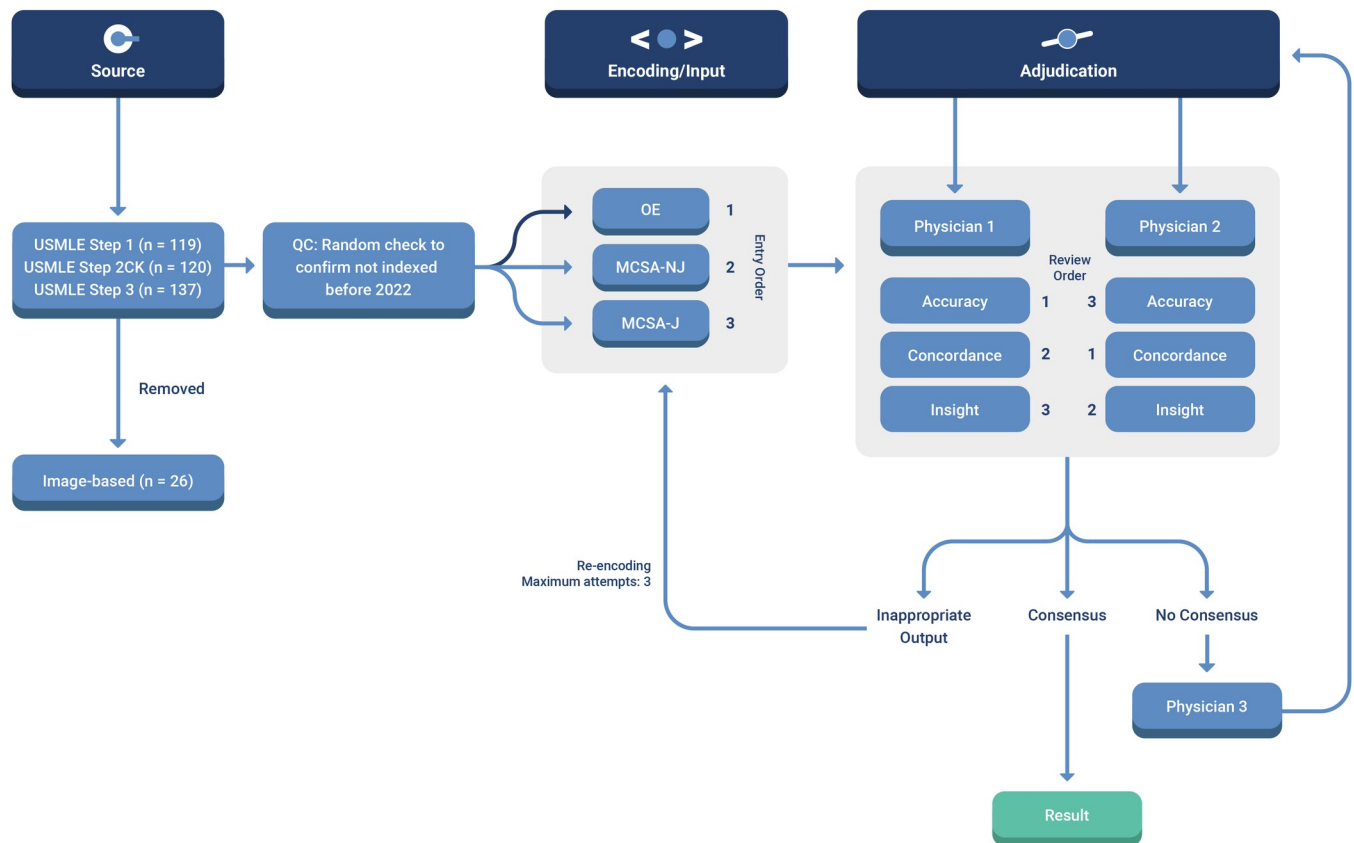 Source
Encoding/Input
Adjudication
USMLE Step 1 (n = 119)
USMLE Step 2CK (n = 120)
USMLE Step 3 (n = 137)
Removed
Image-based (n = 26)
QC: Random check to
confirm not indexed
before 2022
OE
1
MCSA-NJ
2
MCSA-J
3
Entry Order
Re-encoding
Maximum attempts: 3
Physician 1
Physician 2
Review
Order
Accuracy
1
3
Accuracy
Concordance
2
1
Concordance
Insight
3
2
Insight
Inappropriate
Output
Consensus
No Consensus
Physician 3
Result